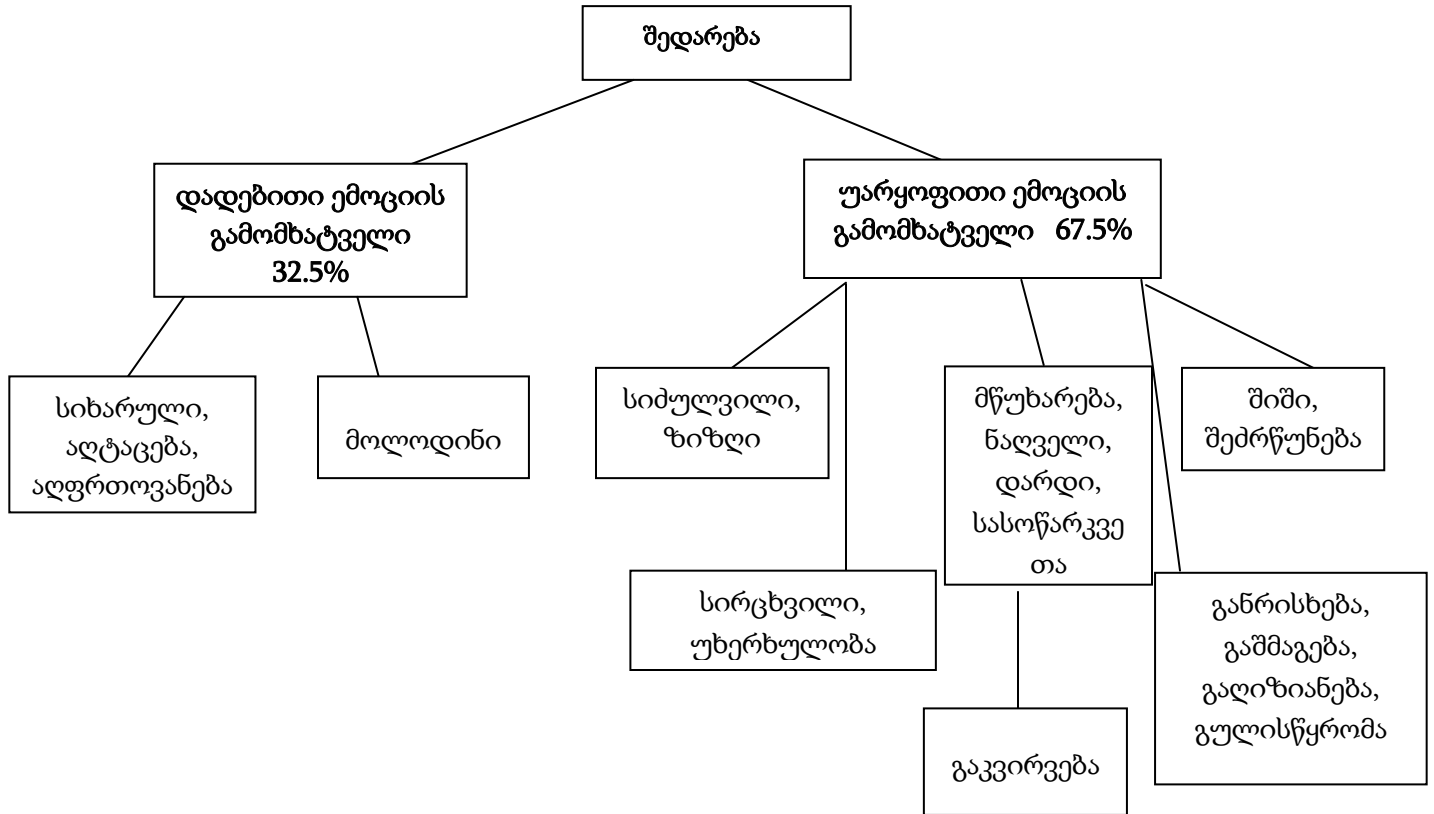 შედარება
დადებითი ემოციის
გამომხატველი
32.5%
უარყოფითი ემოციის
გამომხატველი 67.5%
სიხარული,
აღტაცება,
აღფრთოვანება
მოლოდინი
სიძულვილი,
ზიზღი
მწუხარება,
ნაღველი,
დარდი,
სასოწარკვე
თა
შიში,
შეძრწუნება
სირცხვილი,
უხერხულობა
განრისხება,
გაშმაგება,
გაღიზიანება,
გულისწყრომა
გაკვირვება